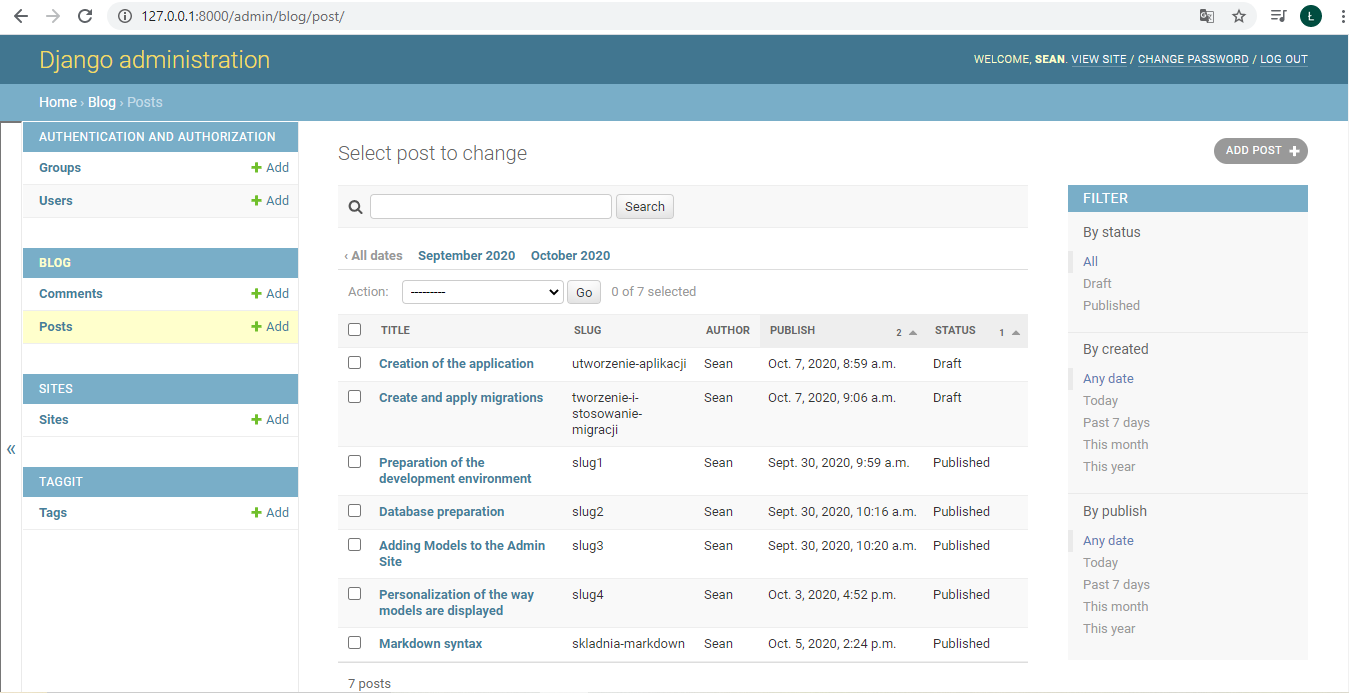 127.0.0.1:8000/admin/blog/post/
Ł
Django administration
WELCOME, SEAN. VIEW SITE / CHANGE PASSWORD / LOG OUT
Home › Blog › Posts
AUTHENTICATION AND AUTHORIZATION
Groups + Add
Users + Add
BLOG
Comments + Add
Posts + Add
SITES
Sites + Add
TAGGIT
Tags + Add
«
Select post to change
ADD POST +
Search
‹ All dates September 2020 October 2020
Action: --------- Go 0 of 7 selected
TITLE SLUG AUTHOR PUBLISH 2 STATUS 1
Creation of the application utworzenie-aplikacji Sean Oct. 7, 2020, 8:59 a.m. Draft
Create and apply migrations tworzenie-i- Sean Oct. 7, 2020, 9:06 a.m. Draft
stosowanie-
migracji
Preparation of the slug1 Sean Sept. 30, 2020, 9:59 a.m. Published
development environment
Database preparation slug2 Sean Sept. 30, 2020, 10:16 a.m. Published
Adding Models to the Admin slug3 Sean Sept. 30, 2020, 10:20 a.m. Published
Site
Personalization of the way slug4 Sean Oct. 3, 2020, 4:52 p.m. Published
models are displayed
Markdown syntax skladnia-markdown Sean Oct. 5, 2020, 2:24 p.m. Published
7 posts
FILTER
By status
All
Draft
Published
By created
Any date
Today
Past 7 days
This month
This year
By publish
Any date
Today
Past 7 days
This month
This year